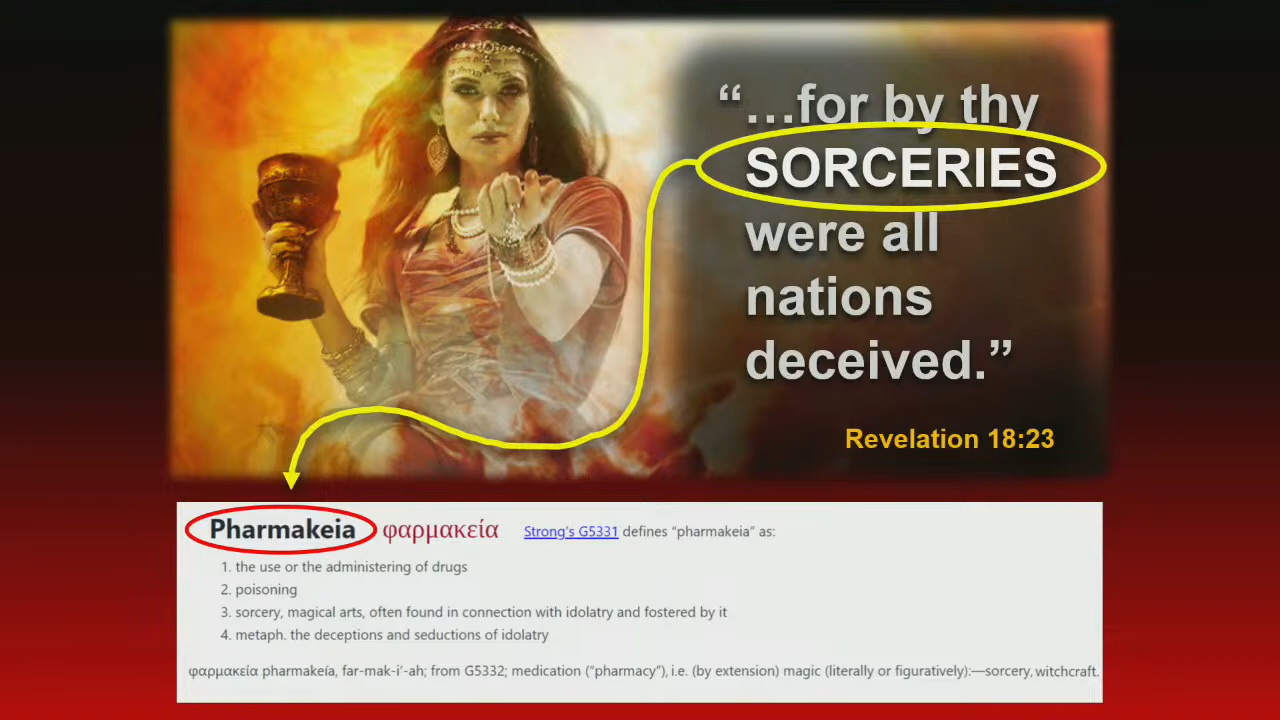 “…for by thy
SORCERIES
were all
nations
deceived.”
Revelation 18:23
Pharmakeia φαρμακεία Strong's G5331 defines “pharmakeia” as:
1. the use or the administering of drugs
2. poisoning
3. sorcery, magical arts, often found in connection with idolatry and fostered by it
4. metaph. the deceptions and seductions of idolatry
φαρμακεία pharmakeía, far-mak-i'-ah; from G5332; medication (“pharmacy”), i.e. (by extension) magic (literally or figuratively):—sorcery, witchcraft.